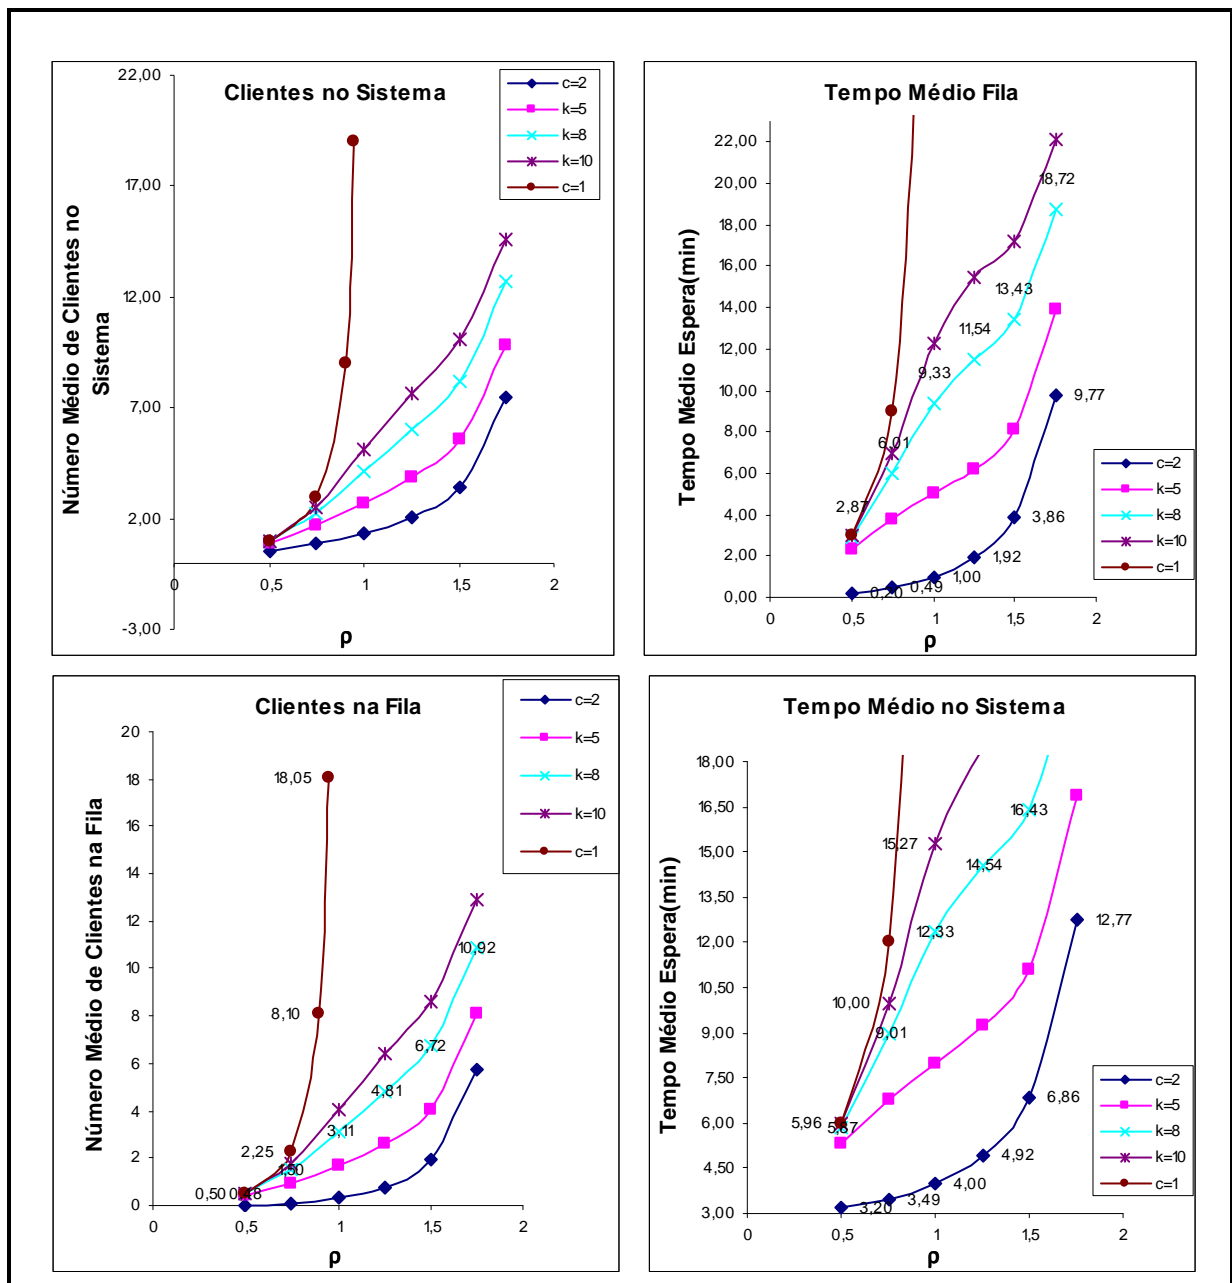 Clientes no Sistema
22,00
17,00
12,00
7,00
2,00
-3,00
0
0,5
1
1,5
2
Número Médio de Clientes no
Sistema
ρ
c=2
k=5
k=8
k=10
c=1
Tempo Médio Fila
22,00
20,00
18,00
16,00
14,00
12,00
10,00
8,00
6,00
4,00
2,00
0,00
0
0,5
1
1,5
2
Tempo Médio Espera(min)
ρ
18,72
13,43
11,54
9,33
6,01
2,87
9,77
3,86
1,92
1,00
0,49
0,20
c=2
k=5
k=8
k=10
c=1
Clientes na Fila
20
18
16
14
12
10
8
6
4
2
0
0
0,5
1
1,5
2
Número Médio de Clientes na Fila
ρ
18,05
8,10
2,25
0,50
0,48
1,50
3,11
4,81
6,72
10,92
c=2
k=5
k=8
k=10
c=1
Tempo Médio no Sistema
18,00
16,50
15,00
13,50
12,00
10,50
9,00
7,50
6,00
4,50
3,00
0
0,5
1
1,5
2
Tempo Médio Espera(min)
ρ
16,43
15,27
14,54
12,33
10,00
9,01
5,96
5,87
12,77
6,86
4,92
4,00
3,49
3,20
c=2
k=5
k=8
k=10
c=1